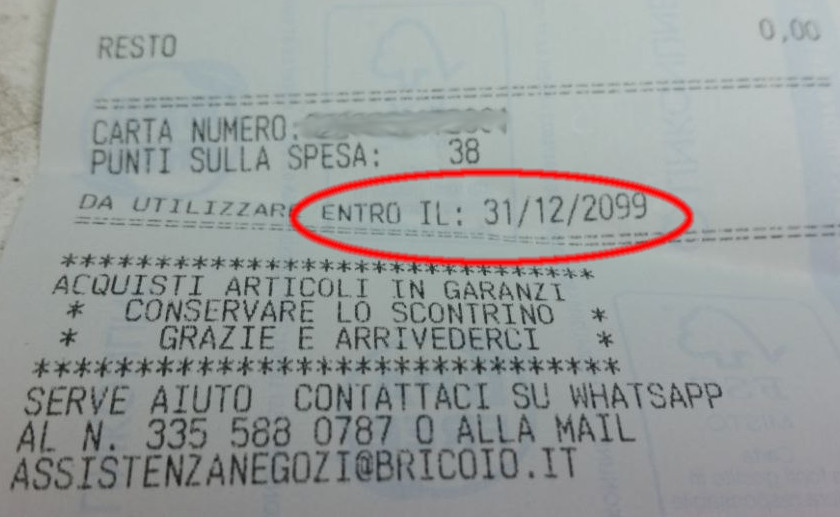 RESTO 0,00
CARTA NUMERO:
PUNTI SULLA SPESA: 38
DA UTILIZZARE ENTRO IL: 31/12/2099
******************************
ACQUISTI ARTICOLI IN GARANZI
* CONSERVARE LO SCONTRINO *
* GRAZIE E ARRIVEDERCI *
******************************
SERVE AIUTO CONTATTACI SU WHATSAPP
AL N. 335 588 0787 O ALLA MAIL
ASSISTENZANEGOZI@BRICOIO.IT